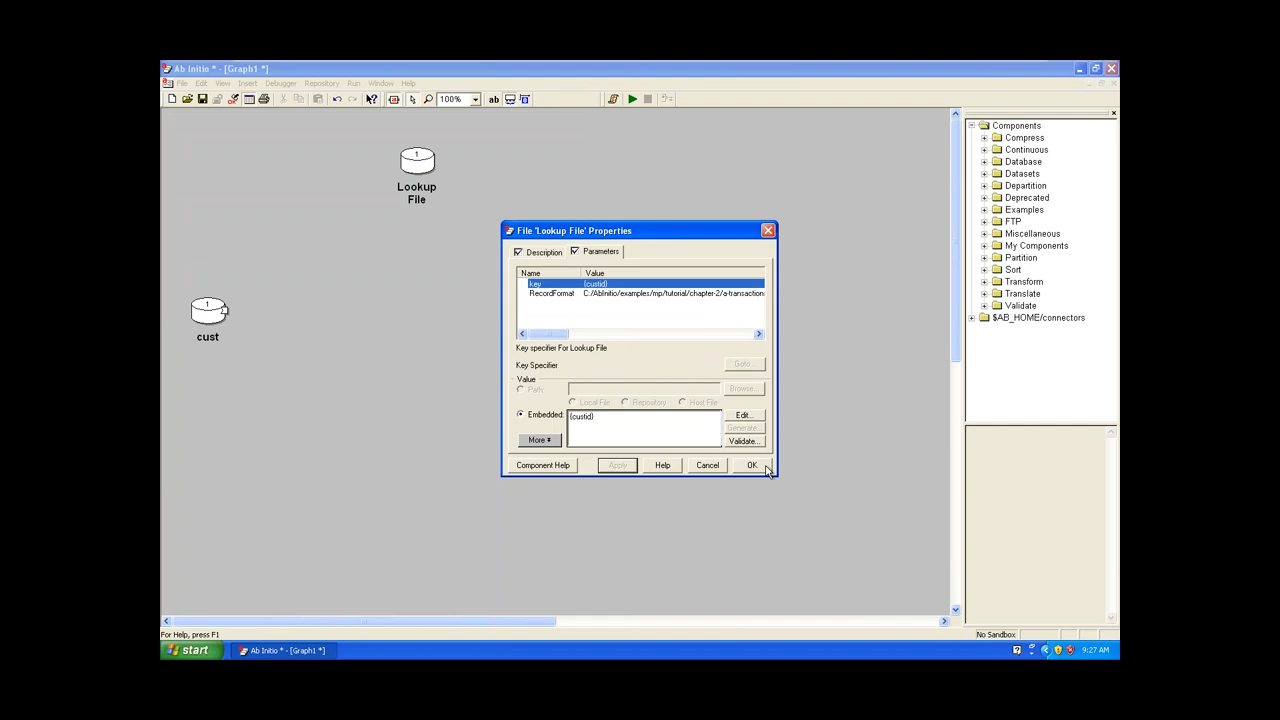 Ab Initio * - [Graph1 *]
File Edit View Insert Debugger Repository Run Window Help
100% ab
1
Lookup
File
1
cust
File 'Lookup File' Properties
Description Parameters
Name Value
key {custid}
RecordFormat C:/AbInitio/examples/mp/tutorial/chapter-2/a-transaction
Key specifier For Lookup File
Key Specifier Goto...
Value
Path: Browse...
Local File Repository Host File
Embedded: {custid} Edit...
Generate...
More Validate...
Component Help Apply Help Cancel OK
Components
Compress
Continuous
Database
Datasets
Departition
Deprecated
Examples
FTP
Miscellaneous
My Components
Partition
Sort
Transform
Translate
Validate
$AB_HOME/connectors
For Help, press F1 No Sandbox
start Ab Initio * - [Graph1 *] 9:27 AM